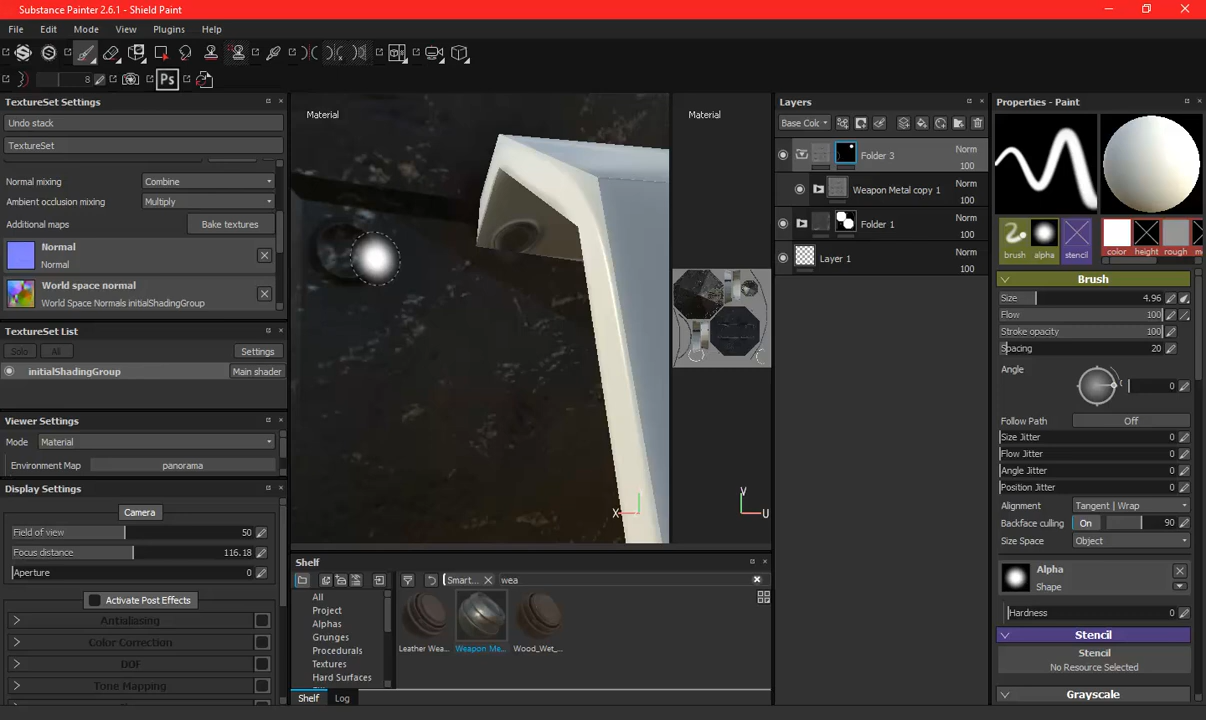 Substance Painter 2.6.1 - Shield Paint
File Edit Mode View Plugins Help
8
Ps
TextureSet Settings
Undo stack
TextureSet
Normal mixing Combine
Ambient occlusion mixing Multiply
Additional maps Bake textures
Normal
Normal
World space normal
World Space Normals initialShadingGroup
TextureSet List
Solo All Settings
initialShadingGroup Main shader
Viewer Settings
Mode Material
Environment Map panorama
Display Settings
Camera
Field of view 50
Focus distance 116.18
Aperture 0
Activate Post Effects
Antialiasing
Color Correction
DOF
Tone Mapping
Material
X
Material
V
U
Shelf
Smart... wea
All
Project
Alphas
Grunges
Procedurals
Textures
Hard Surfaces
Leather Wea... Weapon Me... Wood_Wet_...
Shelf Log
Layers
Base Col
Folder 3 Norm 100
Weapon Metal copy 1 Norm 100
Folder 1 Norm 100
Layer 1 Norm 100
Properties - Paint
brush alpha stencil color height rough m
Brush
Size 4.96
Flow 100
Stroke opacity 100
Spacing 20
Angle 0
Follow Path Off
Size Jitter 0
Flow Jitter 0
Angle Jitter 0
Position Jitter 0
Alignment Tangent | Wrap
Backface culling On 90
Size Space Object
Alpha
Shape
Hardness 0
Stencil
Stencil
No Resource Selected
Grayscale